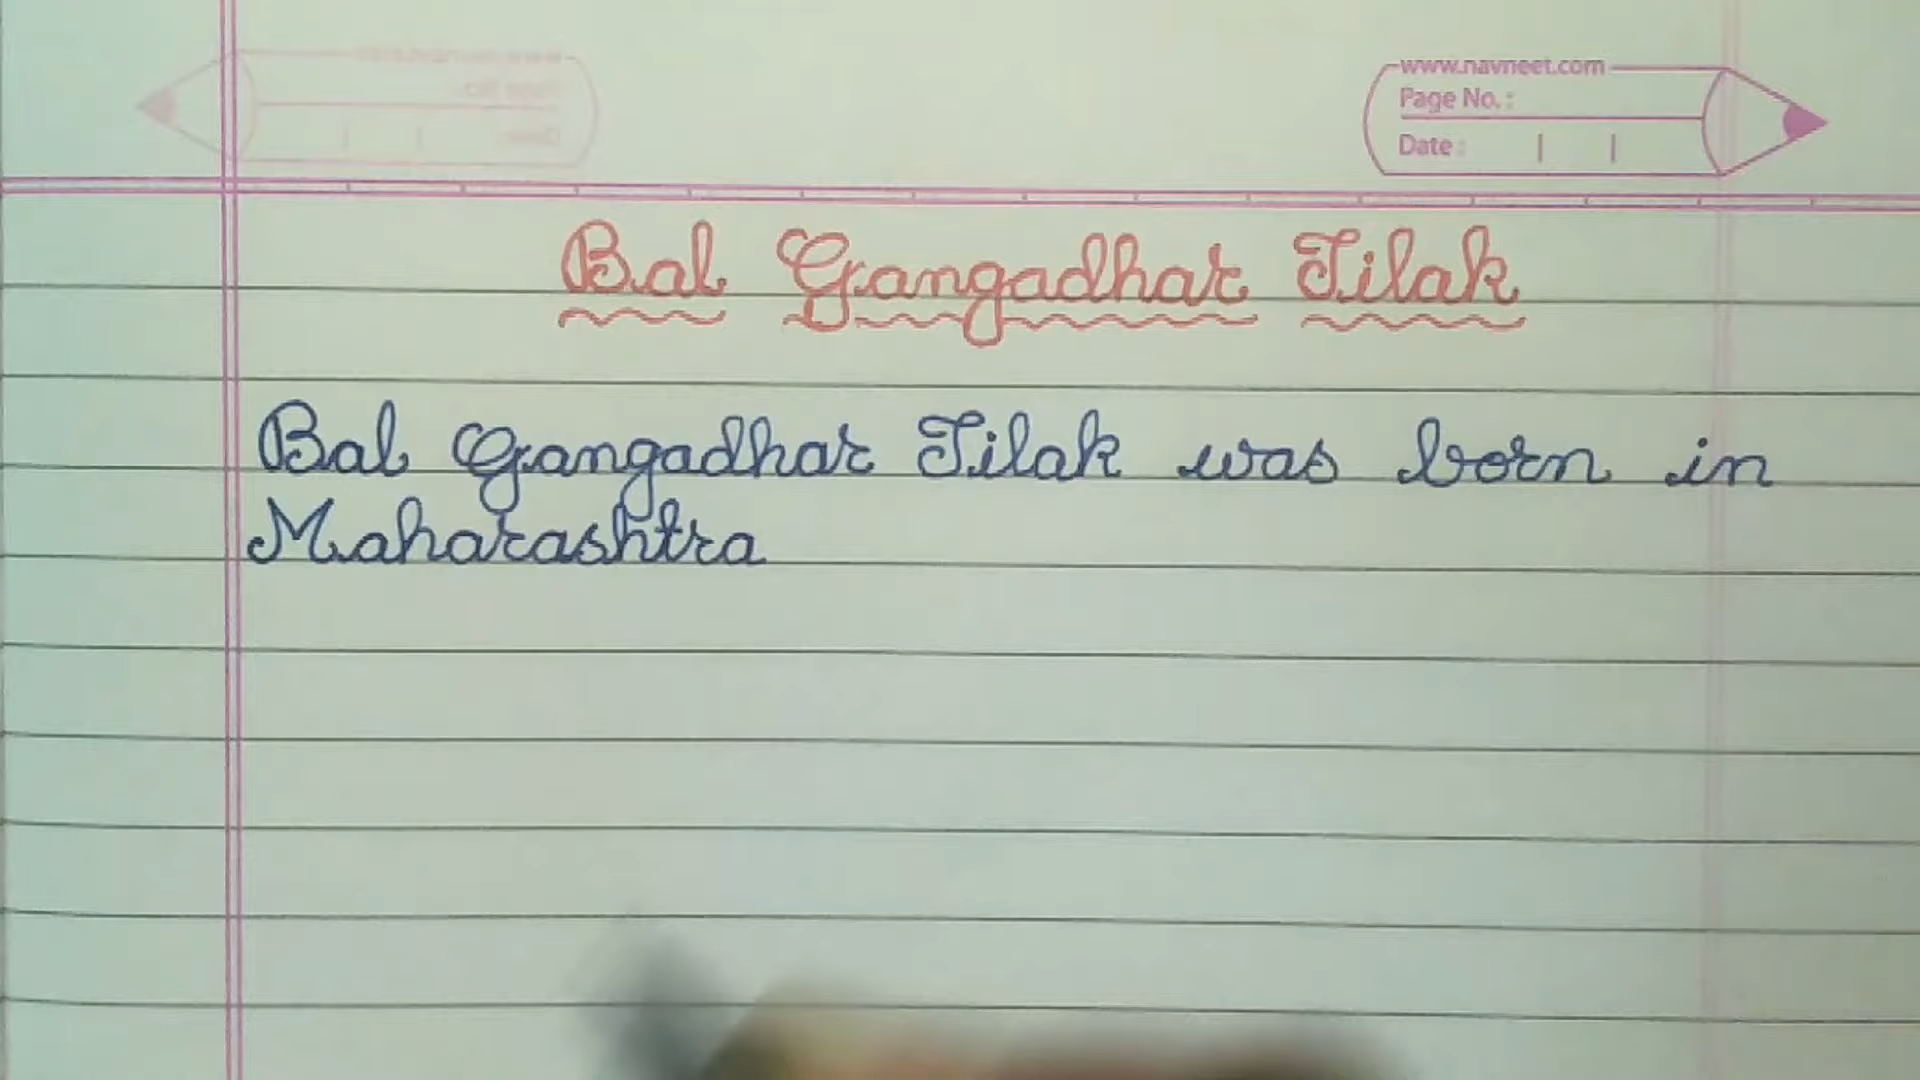 www.navneet.com
Page No. :
Date :
Bal Gangadhar Tilak
Bal Gangadhar Tilak was born in
Maharashtra